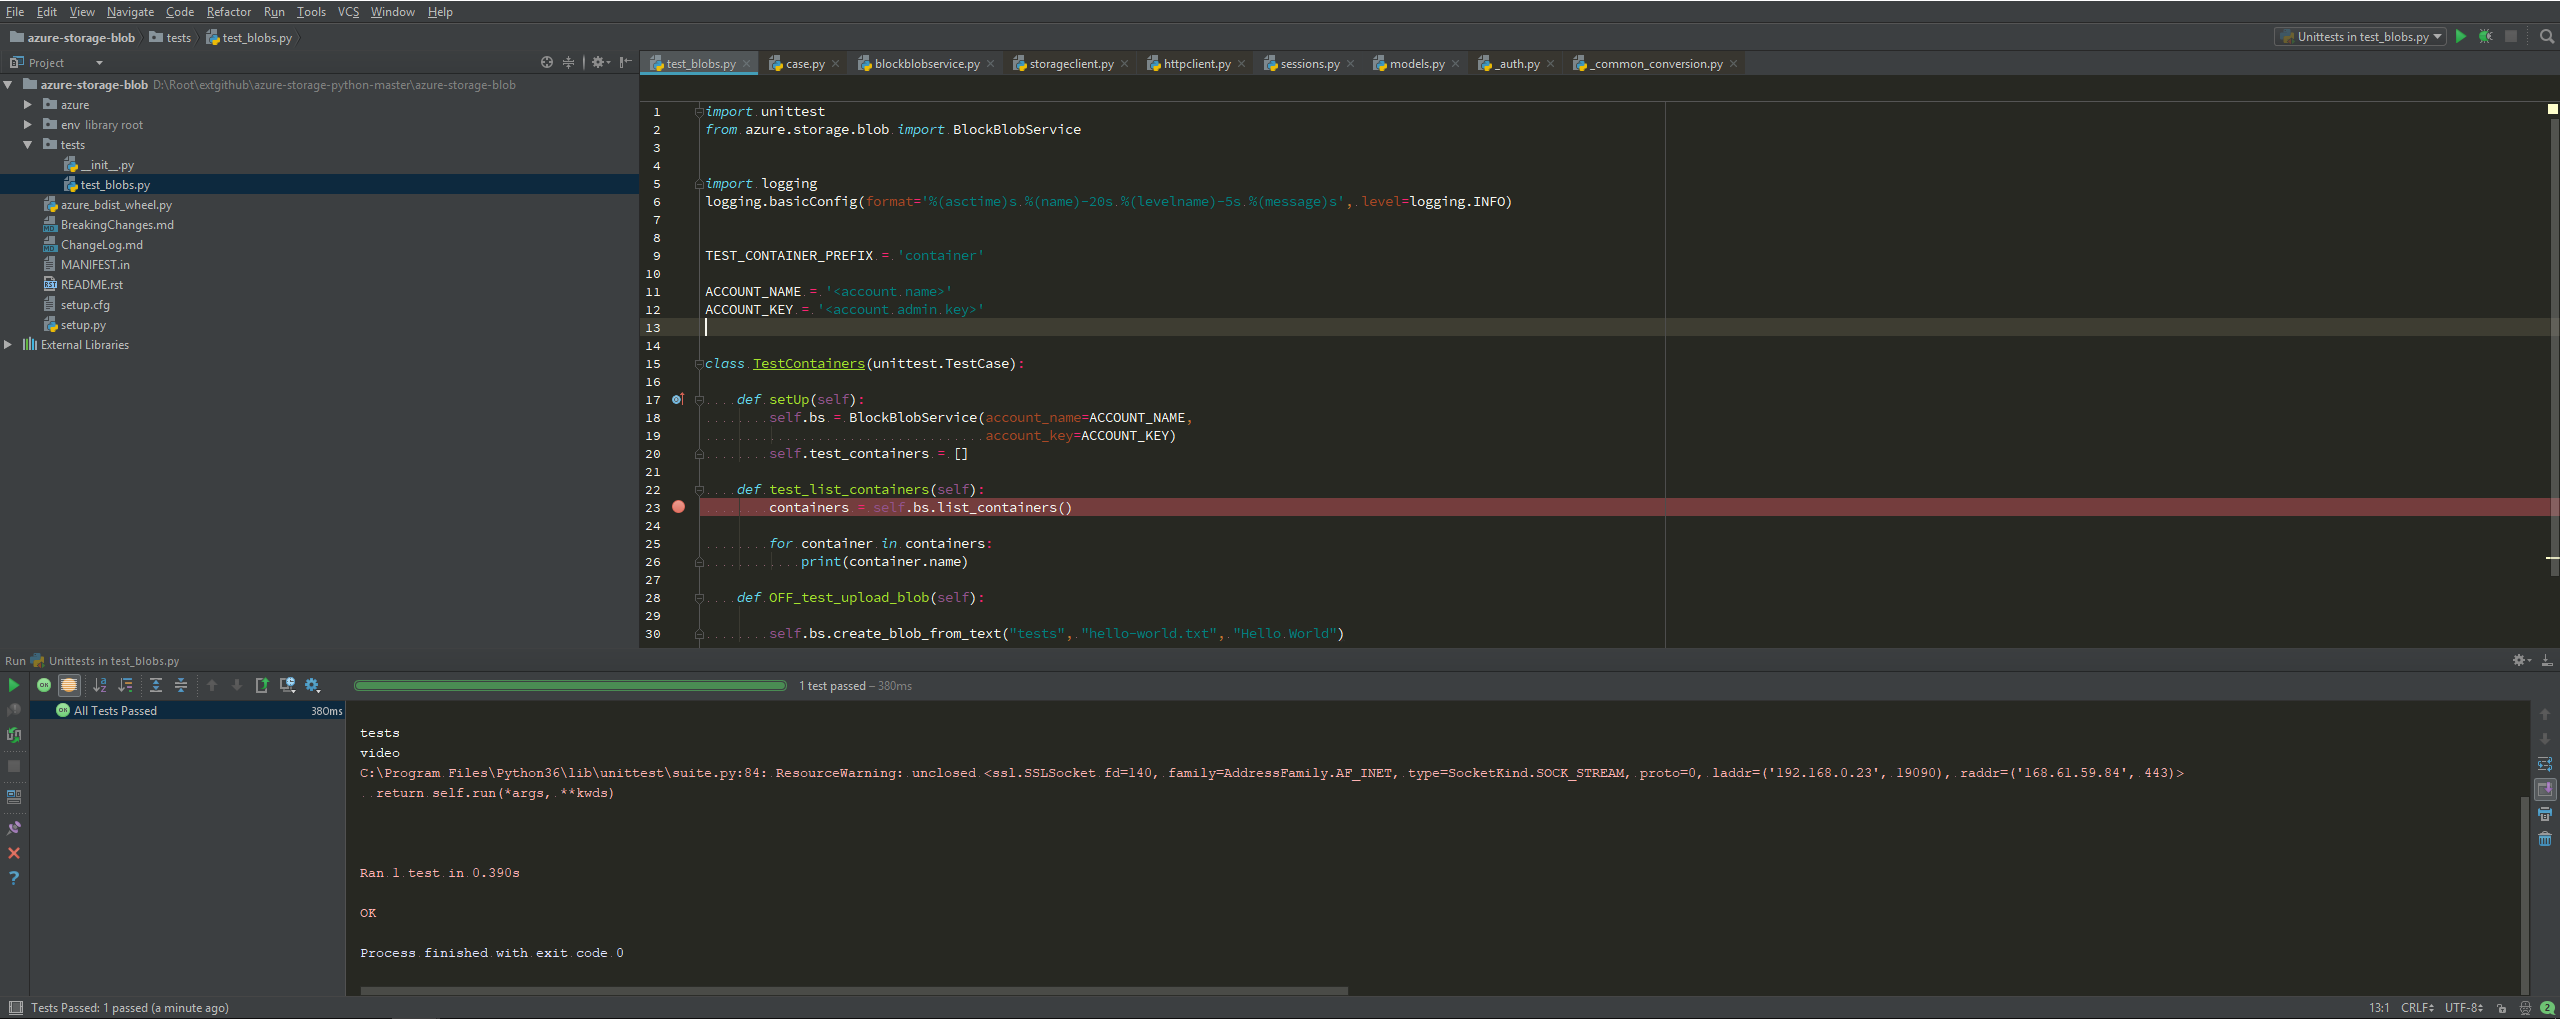 File Edit View Navigate Code Refactor Run Tools VCS Window Help
azure-storage-blob tests test_blobs.py
Unittests in test_blobs.py
Project
test_blobs.py case.py blockblobservice.py storageclient.py httpclient.py sessions.py models.py _auth.py _common_conversion.py
azure-storage-blob D:\Root\extgithub\azure-storage-python-master\azure-storage-blob
azure
env library root
tests
__init__.py
test_blobs.py
azure_bdist_wheel.py
BreakingChanges.md
ChangeLog.md
MANIFEST.in
README.rst
setup.cfg
setup.py
External Libraries
1 import unittest
2 from azure.storage.blob import BlockBlobService
3
4
5 import logging
6 logging.basicConfig(format='%(asctime)s %(name)-20s %(levelname)-5s %(message)s', level=logging.INFO)
7
8
9 TEST_CONTAINER_PREFIX = 'container'
10
11 ACCOUNT_NAME = '<account name>'
12 ACCOUNT_KEY = '<account admin key>'
13
14
15 class TestContainers(unittest.TestCase):
16
17     def setUp(self):
18         self.bs = BlockBlobService(account_name=ACCOUNT_NAME,
19                                    account_key=ACCOUNT_KEY)
20         self.test_containers = []
21
22     def test_list_containers(self):
23         containers = self.bs.list_containers()
24
25         for container in containers:
26             print(container.name)
27
28     def OFF_test_upload_blob(self):
29
30         self.bs.create_blob_from_text("tests", "hello-world.txt", "Hello World")
Run Unittests in test_blobs.py
1 test passed – 380ms
All Tests Passed 380ms
tests
video
C:\Program Files\Python36\lib\unittest\suite.py:84: ResourceWarning: unclosed <ssl.SSLSocket fd=140, family=AddressFamily.AF_INET, type=SocketKind.SOCK_STREAM, proto=0, laddr=('192.168.0.23', 19090), raddr=('168.61.59.84', 443)>
  return self.run(*args, **kwds)
Ran 1 test in 0.390s
OK
Process finished with exit code 0
Tests Passed: 1 passed (a minute ago)
13:1 CRLF UTF-8 2